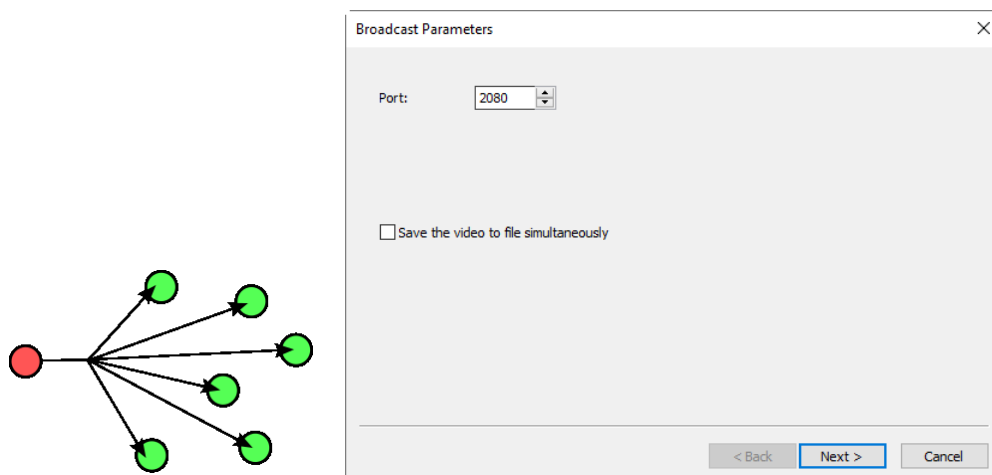 Broadcast Parameters
Port: 2080
Save the video to file simultaneously
< Back Next > Cancel